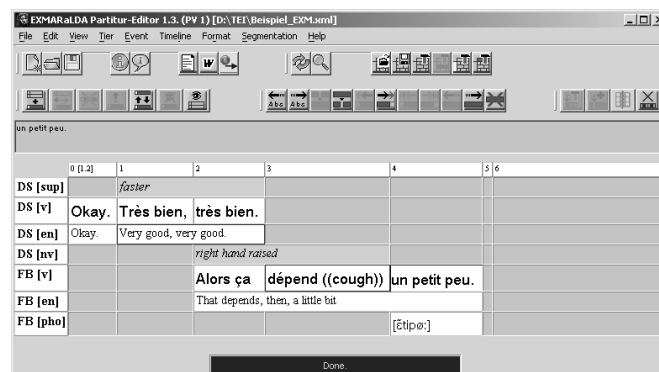 EXMARaLDA Partitur-Editor 1.3. (PV 1) [D:\TEI\Beispiel_EXM.xml]
File Edit View Tier Event Timeline Format Segmentation Help
un petit peu.
0 [1.2] 1 2 3 4 5 6
DS [sup] faster
DS [v] Okay. Très bien, très bien.
DS [en] Okay. Very good, very good.
DS [nv] right hand raised
FB [v] Alors ça dépend ((cough)) un petit peu.
FB [en] That depends, then, a little bit
FB [pho] [ɛ̃tipø:]
Done.